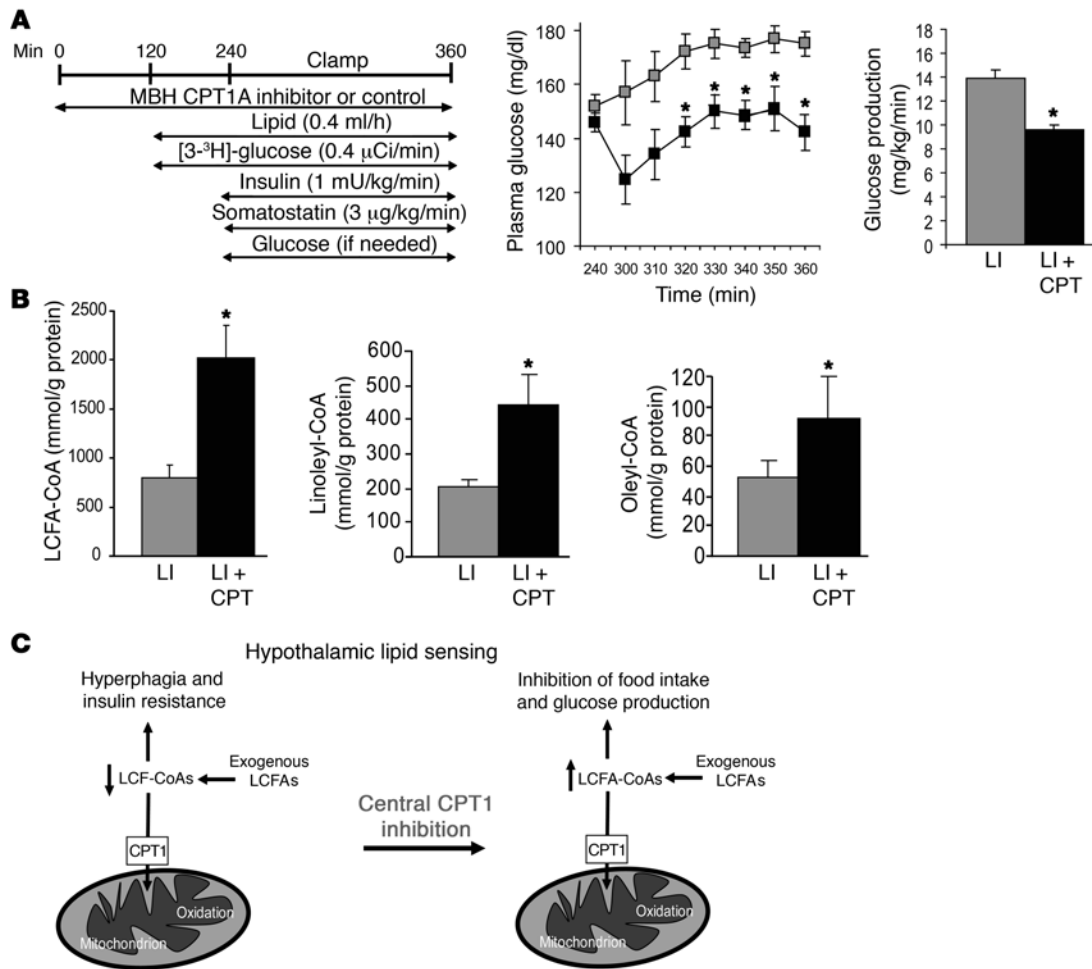 A
Min 0 120 240 360
Clamp
MBH CPT1A inhibitor or control
Lipid (0.4 ml/h)
[3-³H]-glucose (0.4 μCi/min)
Insulin (1 mU/kg/min)
Somatostatin (3 μg/kg/min)
Glucose (if needed)
Plasma glucose (mg/dl)
180
160
140
120
100
* * * * *
240 300 310 320 330 340 350 360
Time (min)
Glucose production
(mg/kg/min)
18
16
14
12
10
8
6
4
2
0
*
LI LI +
CPT
B
LCFA-CoA (mmol/g protein)
2500
2000
1500
1000
500
0
*
LI LI +
CPT
Linoleyl-CoA
(mmol/g protein)
600
500
400
300
200
100
0
*
LI LI +
CPT
Oleyl-CoA
(mmol/g protein)
120
100
80
60
40
20
0
*
LI LI +
CPT
C
Hypothalamic lipid sensing
Hyperphagia and
insulin resistance
LCF-CoAs
Exogenous
LCFAs
CPT1
Oxidation
Mitochondrion
Central CPT1
inhibition
Inhibition of food intake
and glucose production
LCFA-CoAs
Exogenous
LCFAs
CPT1
Oxidation
Mitochondrion